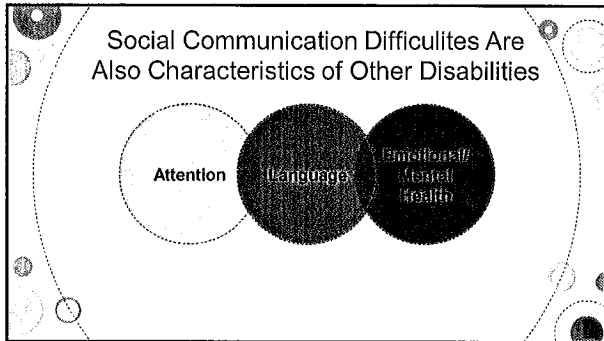 Social Communication Difficulites Are
Also Characteristics of Other Disabilities
Attention
Language
Emotional/
Mental
Health